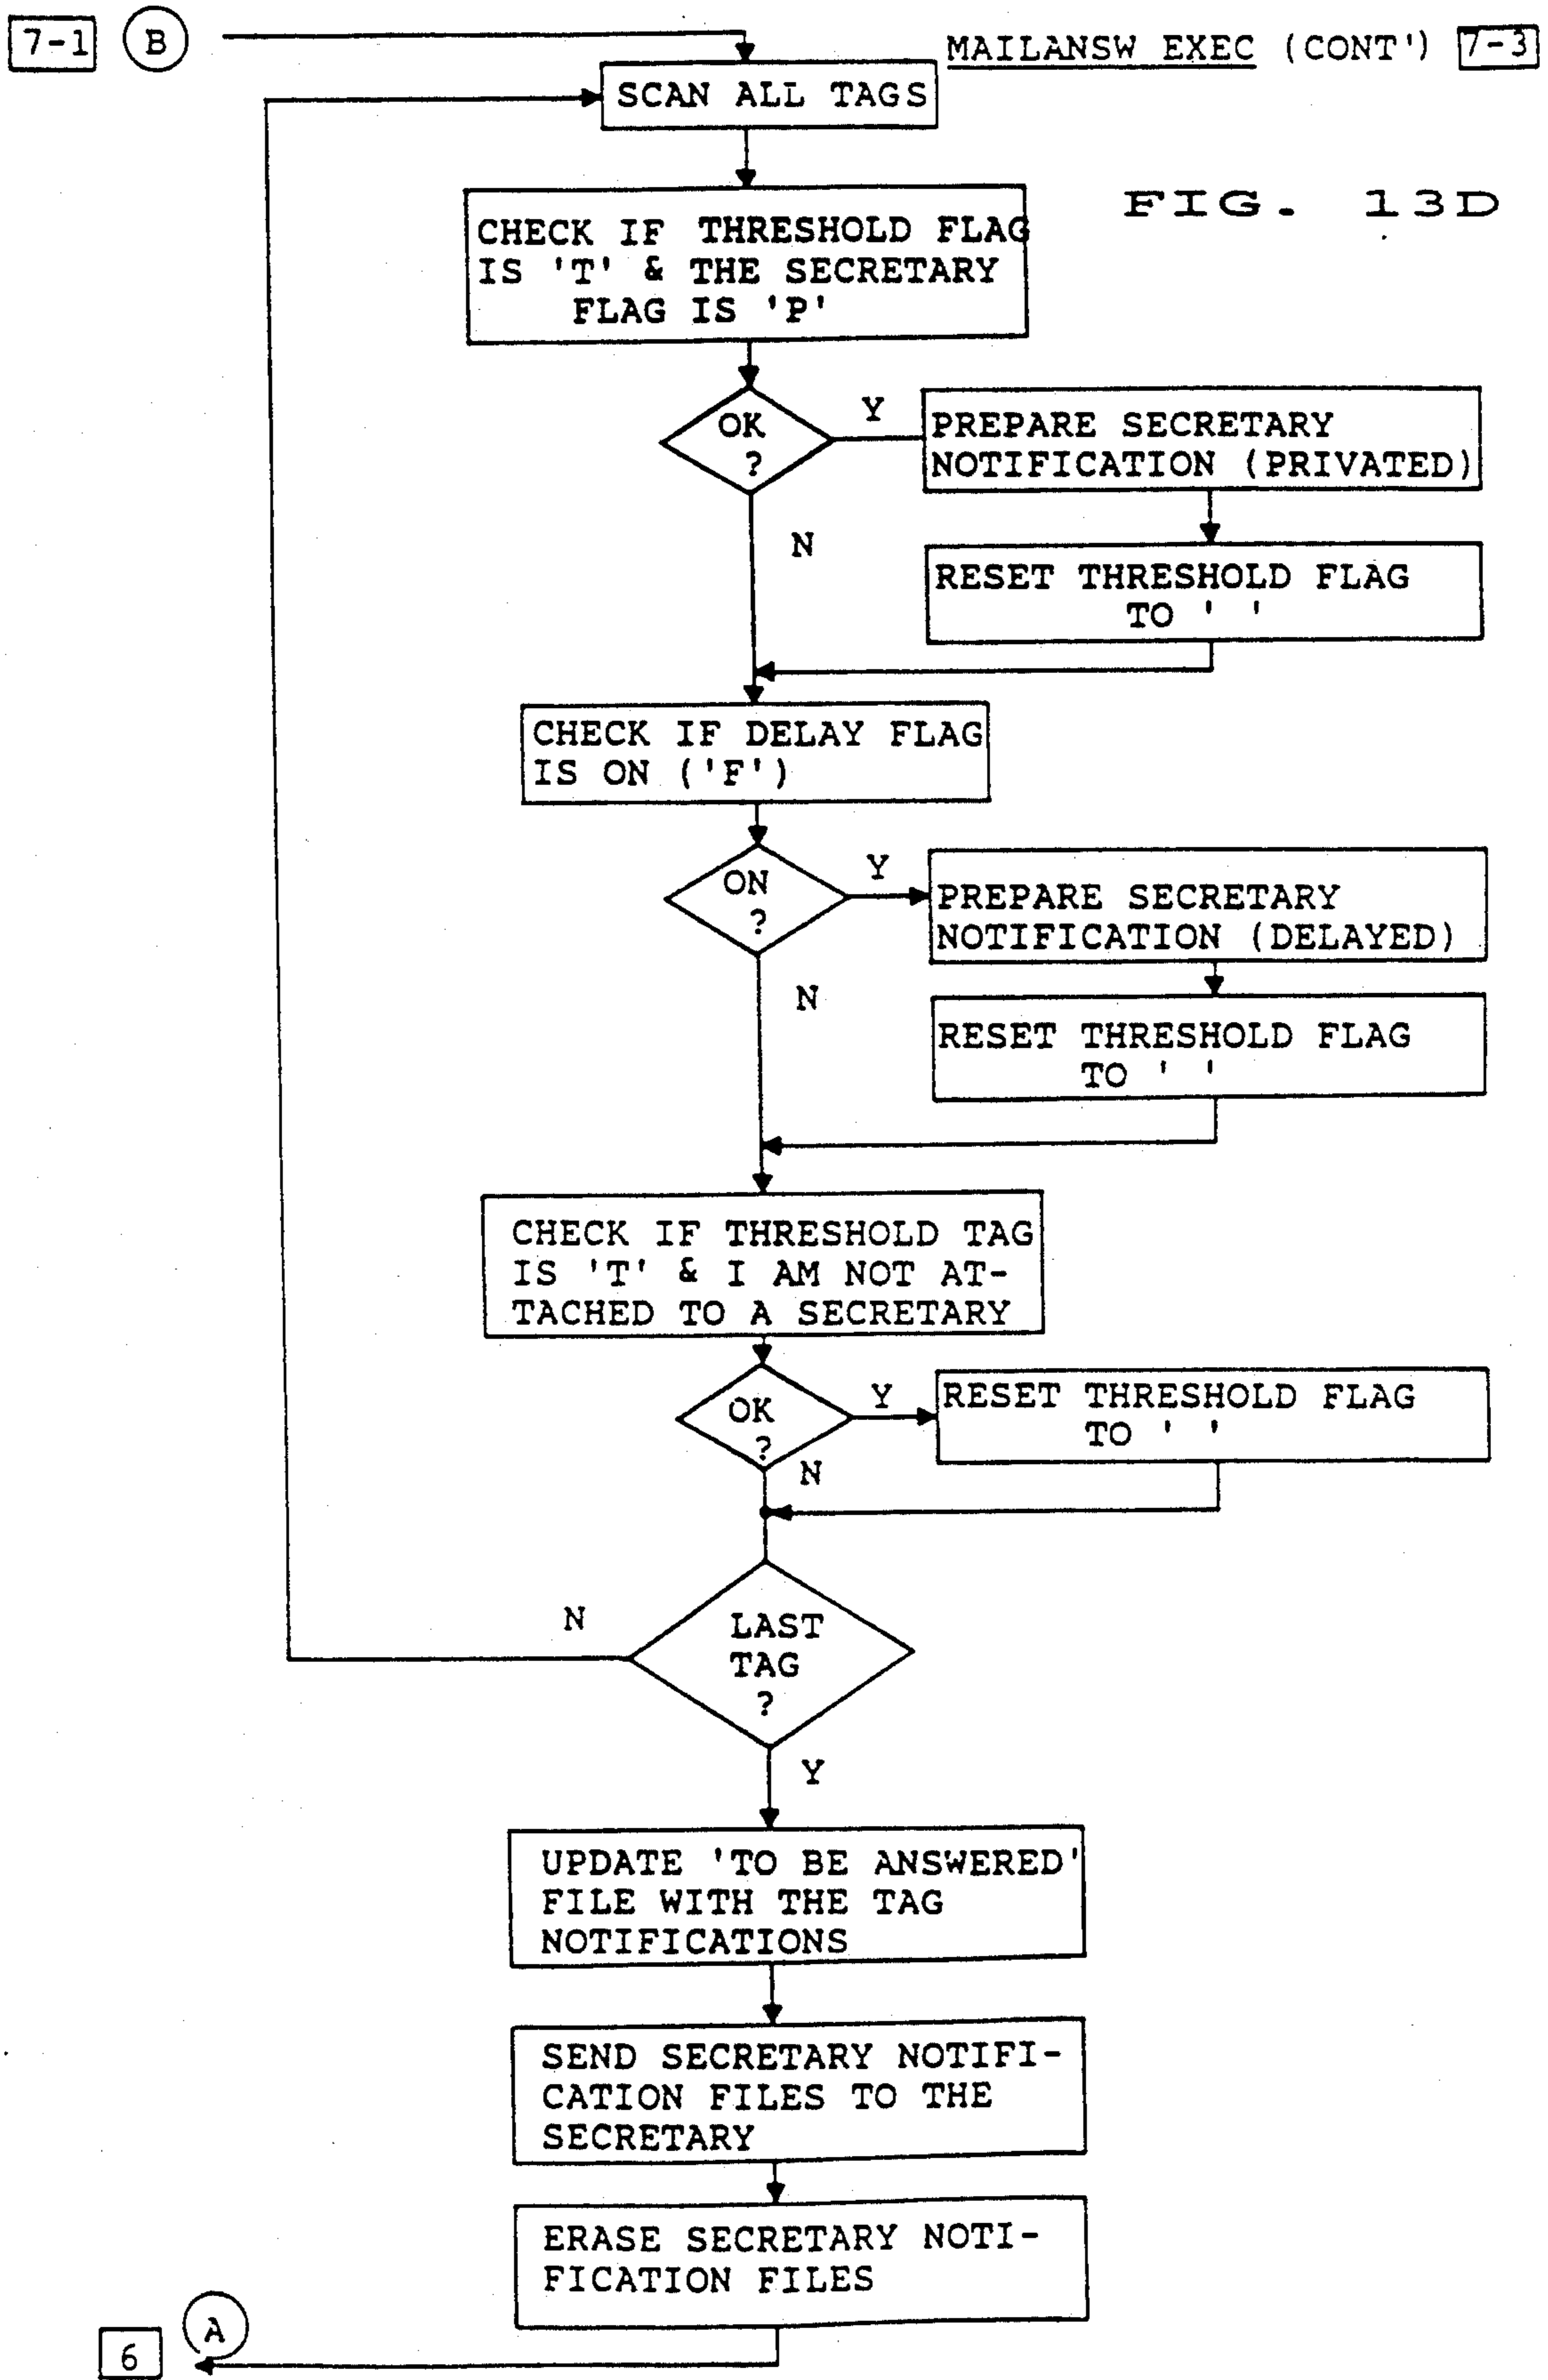 7-1 B
MAILANSW EXEC (CONT') 7-3
SCAN ALL TAGS
FIG. 13D
CHECK IF THRESHOLD FLAG
IS 'T' & THE SECRETARY
FLAG IS 'P'
OK
?
Y
PREPARE SECRETARY
NOTIFICATION (PRIVATED)
N
RESET THRESHOLD FLAG
TO ' '
CHECK IF DELAY FLAG
IS ON ('F')
ON
?
Y
PREPARE SECRETARY
NOTIFICATION (DELAYED)
N
RESET THRESHOLD FLAG
TO ' '
CHECK IF THRESHOLD TAG
IS 'T' & I AM NOT AT-
TACHED TO A SECRETARY
OK
?
Y
RESET THRESHOLD FLAG
TO ' '
N
N
LAST
TAG
?
Y
UPDATE 'TO BE ANSWERED'
FILE WITH THE TAG
NOTIFICATIONS
SEND SECRETARY NOTIFI-
CATION FILES TO THE
SECRETARY
ERASE SECRETARY NOTI-
FICATION FILES
A
6